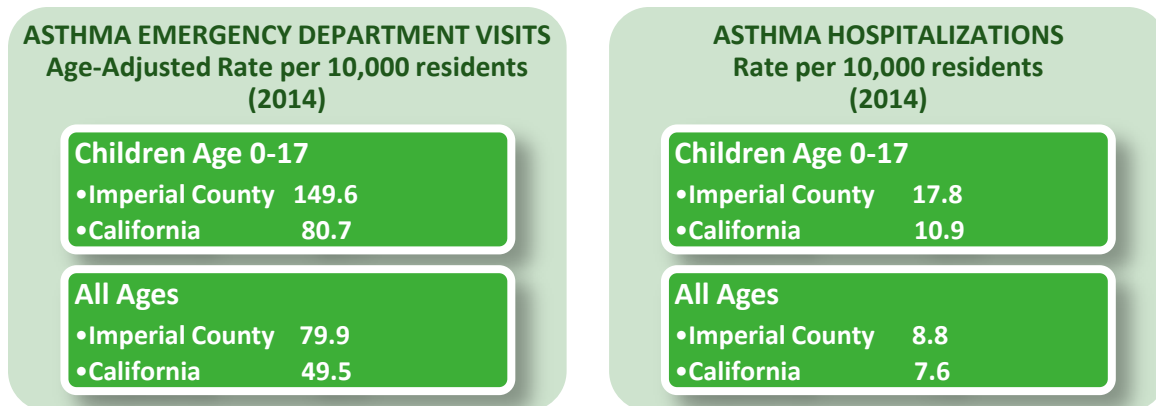 ASTHMA EMERGENCY DEPARTMENT VISITS
Age-Adjusted Rate per 10,000 residents
(2014)
Children Age 0-17
•Imperial County 149.6
•California 80.7
All Ages
•Imperial County 79.9
•California 49.5
ASTHMA HOSPITALIZATIONS
Rate per 10,000 residents
(2014)
Children Age 0-17
•Imperial County 17.8
•California 10.9
All Ages
•Imperial County 8.8
•California 7.6